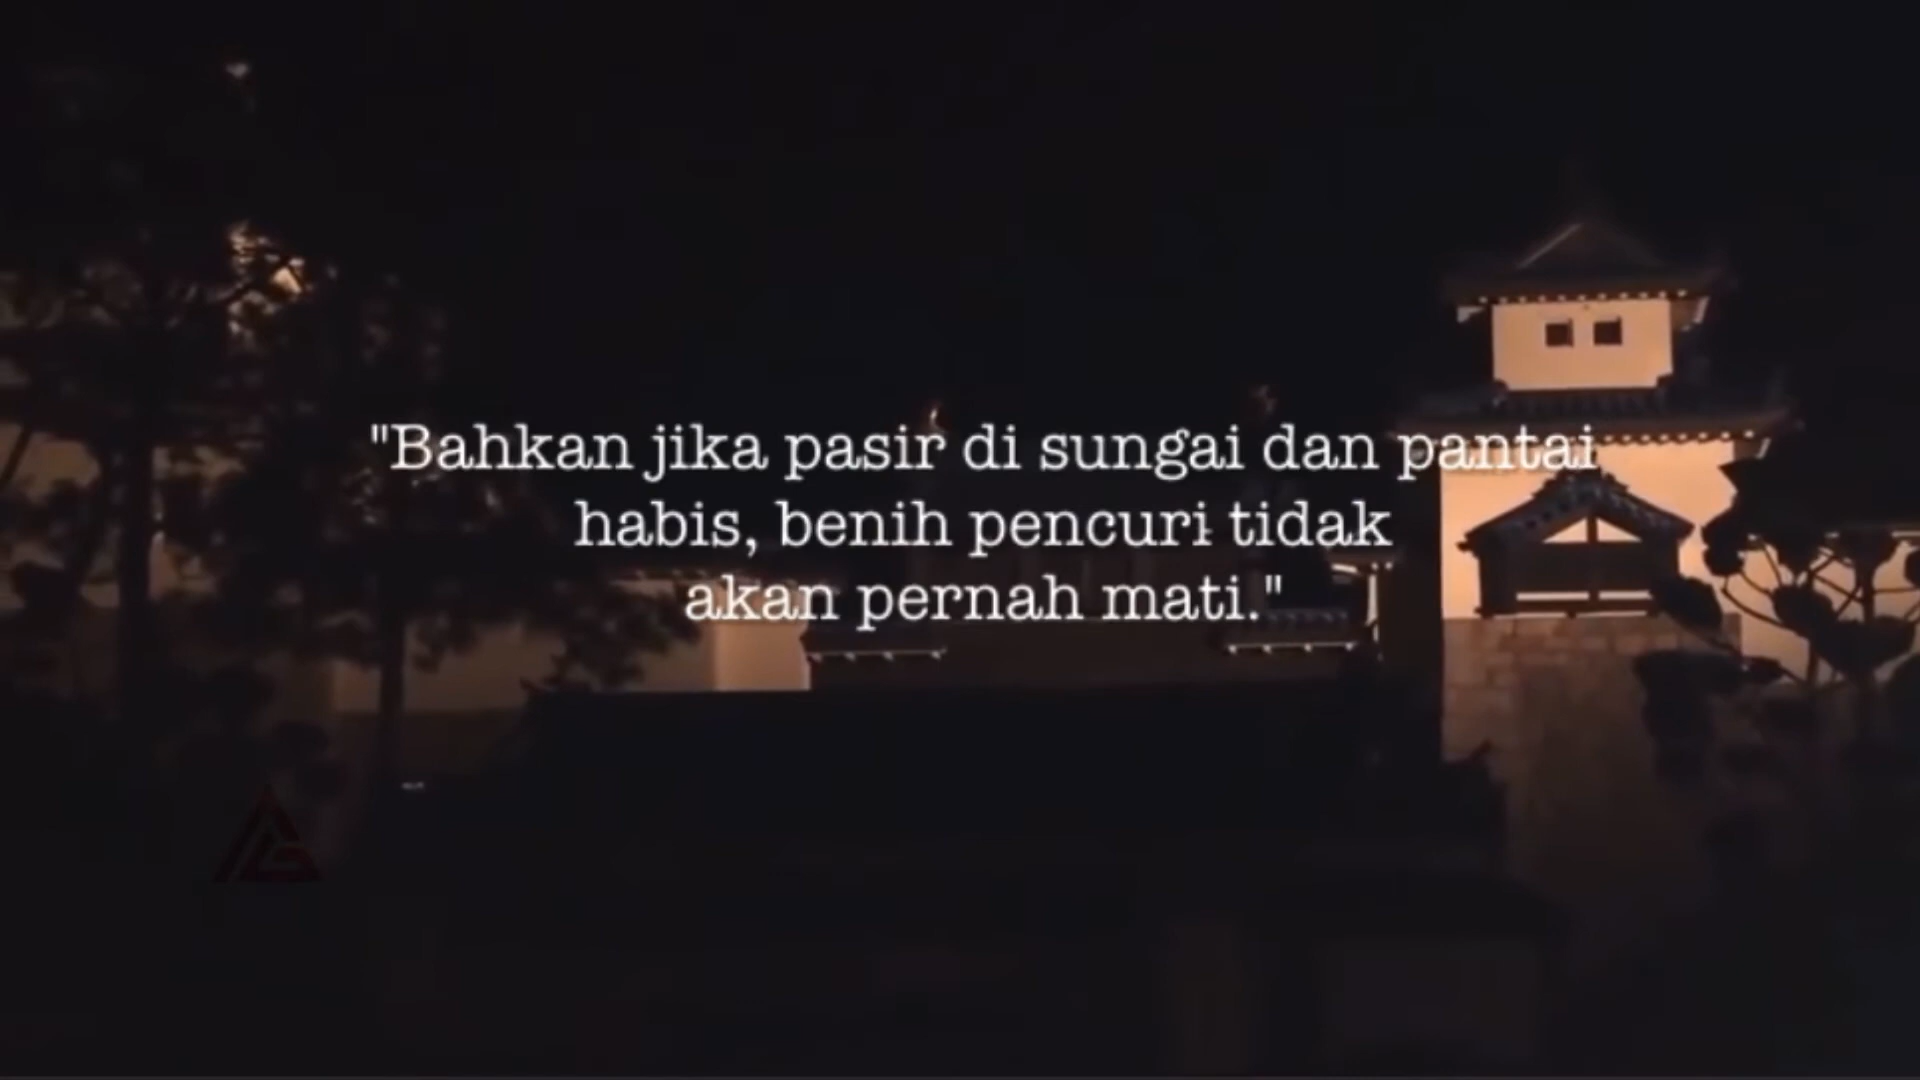 "Bahkan jika pasir di sungai dan pantai
habis, benih pencuri tidak
akan pernah mati."